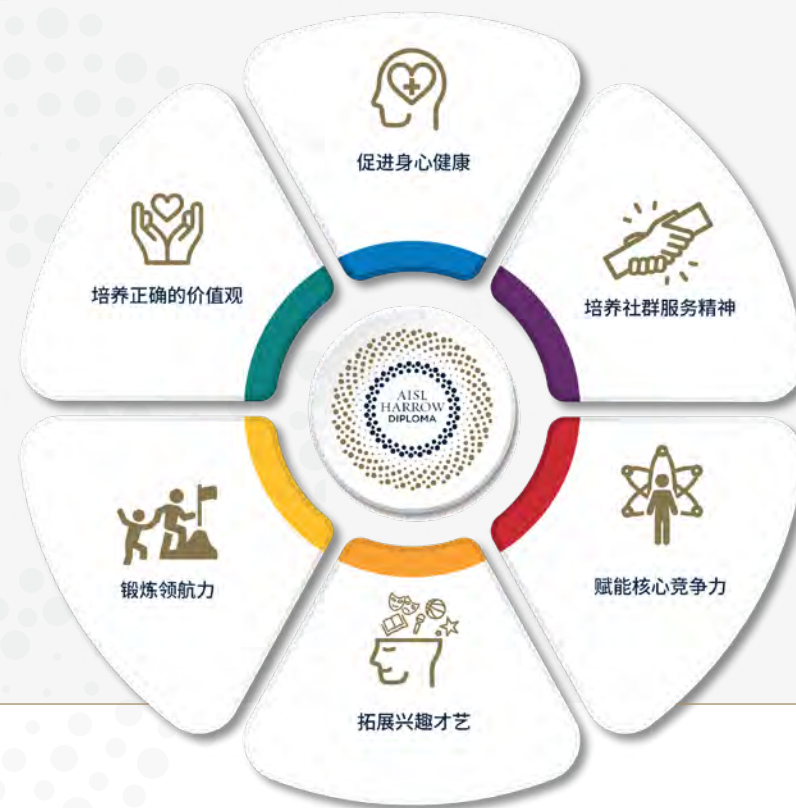 促进身心健康
培养社群服务精神
赋能核心竞争力
拓展兴趣才艺
锻炼领航力
培养正确的价值观
AISL
HARROW
DIPLOMA